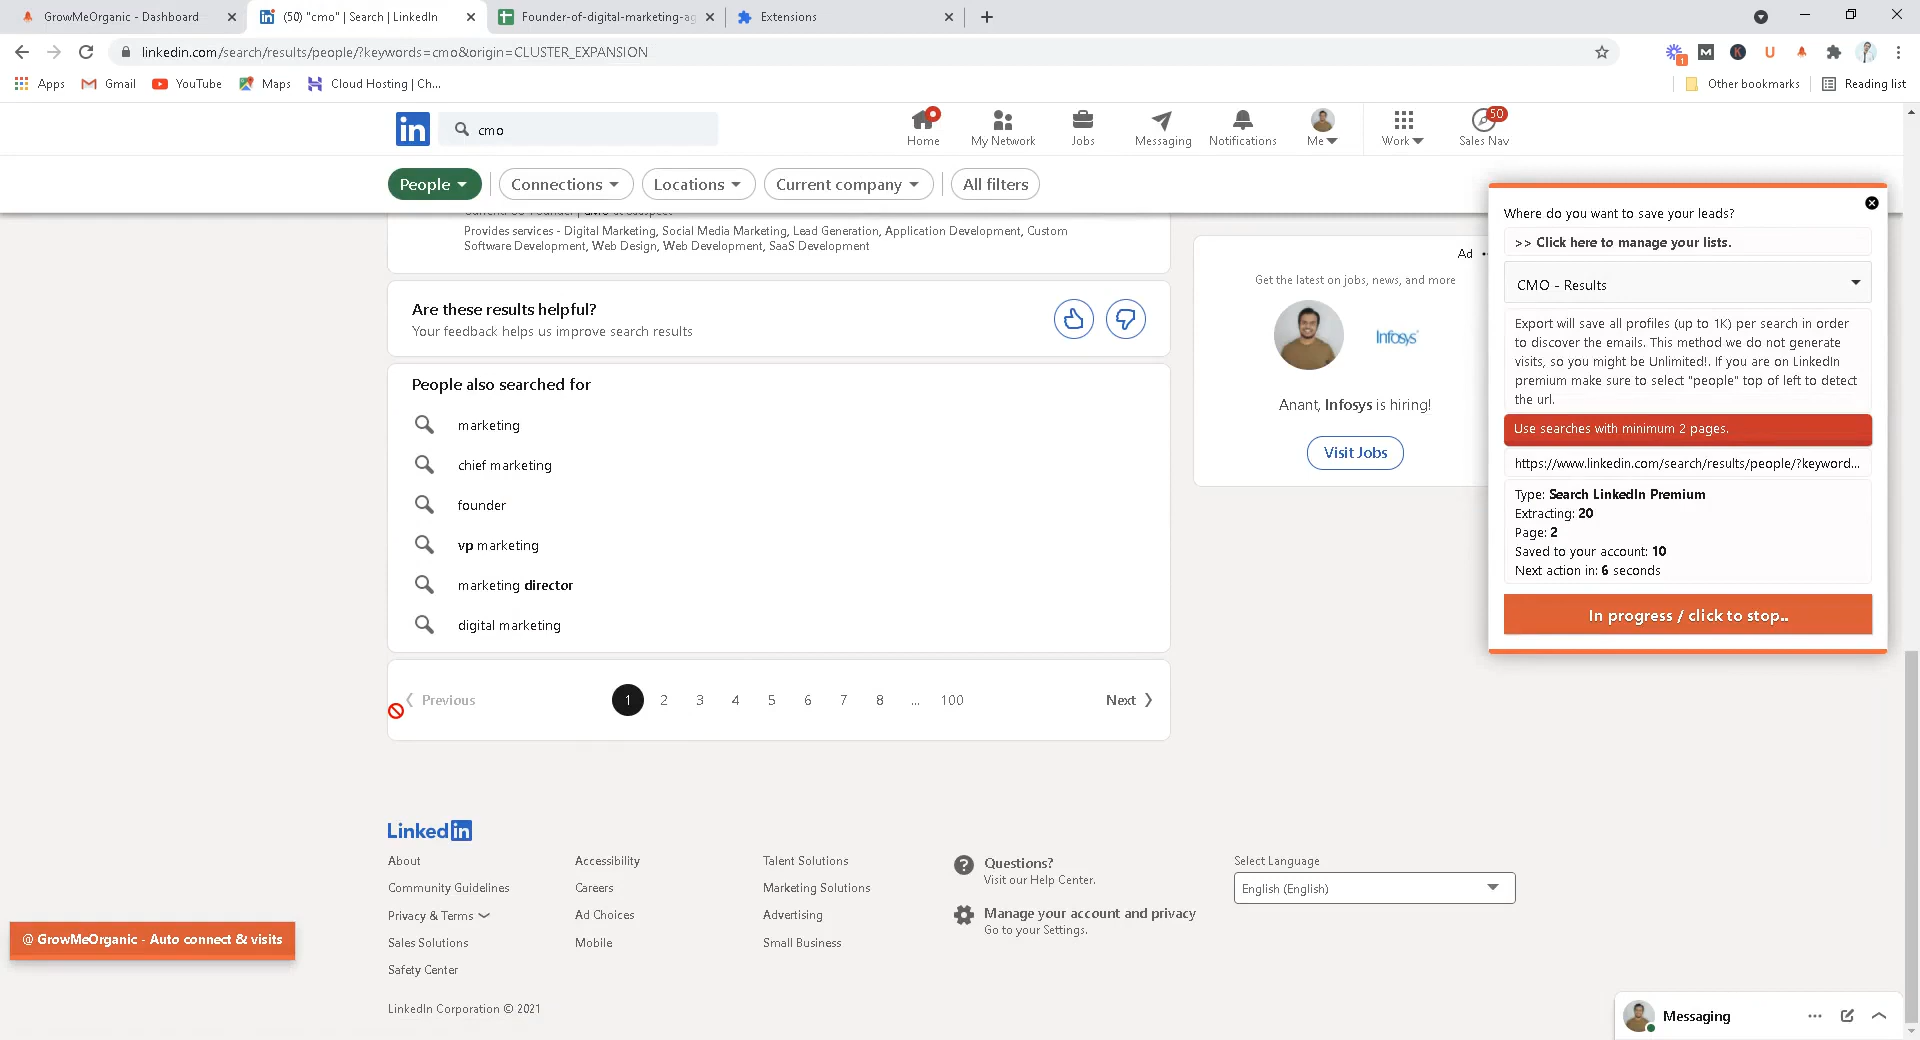 GrowMeOrganic - Dashboard
(50) "cmo" | Search | LinkedIn
Founder-of-digital-marketing-ag
Extensions
linkedin.com/search/results/people/?keywords=cmo&origin=CLUSTER_EXPANSION
1
Apps
Gmail
YouTube
Maps
Cloud Hosting | Ch...
Other bookmarks
Reading list
in
cmo
Home
My Network
Jobs
Messaging
Notifications
Me
Work
50
Sales Nav
People
Connections
Locations
Current company
All filters
Provides services - Digital Marketing, Social Media Marketing, Lead Generation, Application Development, Custom
Software Development, Web Design, Web Development, SaaS Development
Are these results helpful?
Your feedback helps us improve search results
People also searched for
marketing
chief marketing
founder
vp marketing
marketing director
digital marketing
Previous
1 2 3 4 5 6 7 8 ... 100
Next
Ad
Get the latest on jobs, news, and more
Infosys
Anant, Infosys is hiring!
Visit Jobs
Where do you want to save your leads?
>> Click here to manage your lists.
CMO - Results
Export will save all profiles (up to 1K) per search in order
to discover the emails. This method we do not generate
visits, so you might be Unlimited!. If you are on LinkedIn
premium make sure to select "people" top of left to detect
the url.
Use searches with minimum 2 pages.
https://www.linkedin.com/search/results/people/?keyword...
Type: Search LinkedIn Premium
Extracting: 20
Page: 2
Saved to your account: 10
Next action in: 6 seconds
In progress / click to stop..
LinkedIn
About
Community Guidelines
Privacy & Terms
Sales Solutions
Safety Center
Accessibility
Careers
Ad Choices
Mobile
Talent Solutions
Marketing Solutions
Advertising
Small Business
Questions?
Visit our Help Center.
Manage your account and privacy
Go to your Settings.
Select Language
English (English)
LinkedIn Corporation © 2021
@ GrowMeOrganic - Auto connect & visits
Messaging